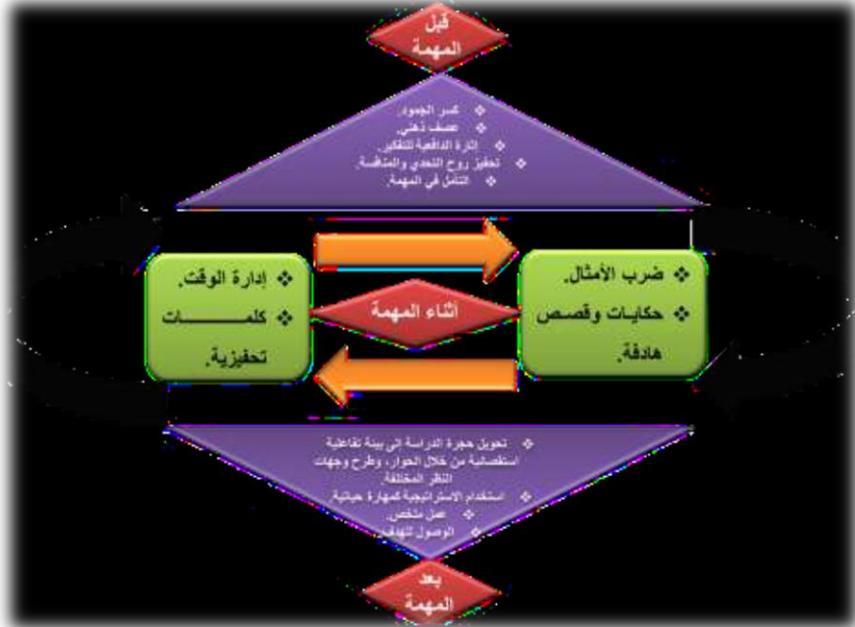 قبل
المهمة
❖ كسر الجمود.
❖ عصف ذهني.
❖ إثارة الدافعية للتفكير.
❖ تحفيز روح التحدي والمنافسة.
❖ التأمل في المهمة.
❖ ضرب الأمثال.
❖ حكايات وقصص
هادفة.
أثناء المهمة
❖ إدارة الوقت.
❖ كلمـــــــات
تحفيزية.
❖ تحويل حجرة الدراسة إلى بيئة تفاعلية
استقصائية من خلال الحوار، وطرح وجهات
النظر المختلفة.
❖ استخدام الاستراتيجية كمهارة حياتية.
❖ عمل ملخص.
❖ الوصول للهدف.
بعد
المهمة